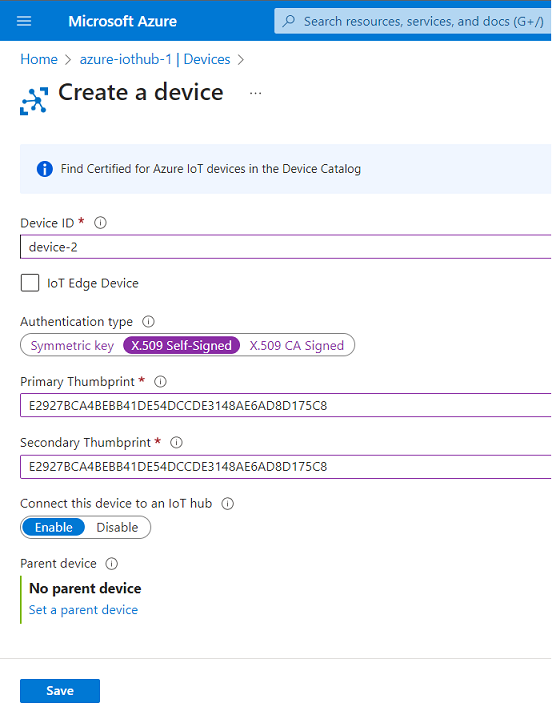 Microsoft Azure
Search resources, services, and docs (G+/)
Home > azure-iothub-1 | Devices >
Create a device ...
Find Certified for Azure IoT devices in the Device Catalog
Device ID *
device-2
IoT Edge Device
Authentication type
Symmetric key X.509 Self-Signed X.509 CA Signed
Primary Thumbprint *
E2927BCA4BEBB41DE54DCCDE3148AE6AD8D175C8
Secondary Thumbprint *
E2927BCA4BEBB41DE54DCCDE3148AE6AD8D175C8
Connect this device to an IoT hub
Enable Disable
Parent device
No parent device
Set a parent device
Save